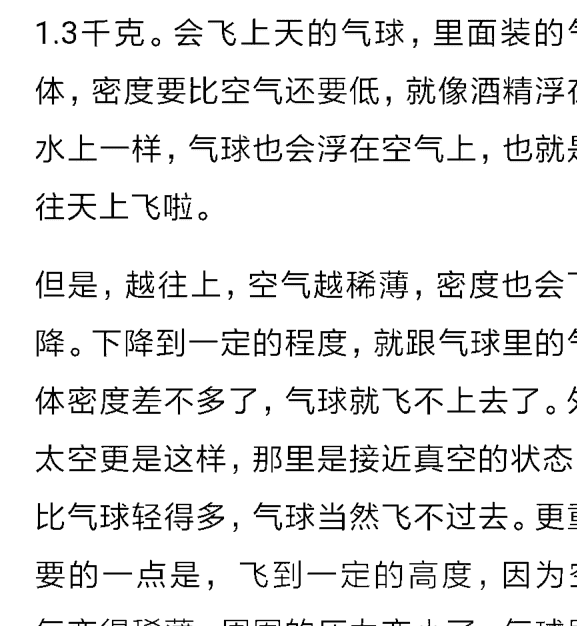 1.3千克。会飞上天的气球，里面装的
体，密度要比空气还要低，就像酒精浮
水上一样，气球也会浮在空气上，也就
往天上飞啦。
但是，越往上，空气越稀薄，密度也会
降。下降到一定的程度，就跟气球里的
体密度差不多了，气球就飞不上去了。
太空更是这样，那里是接近真空的状态
比气球轻得多，气球当然飞不过去。更
要的一点是，飞到一定的高度，因为